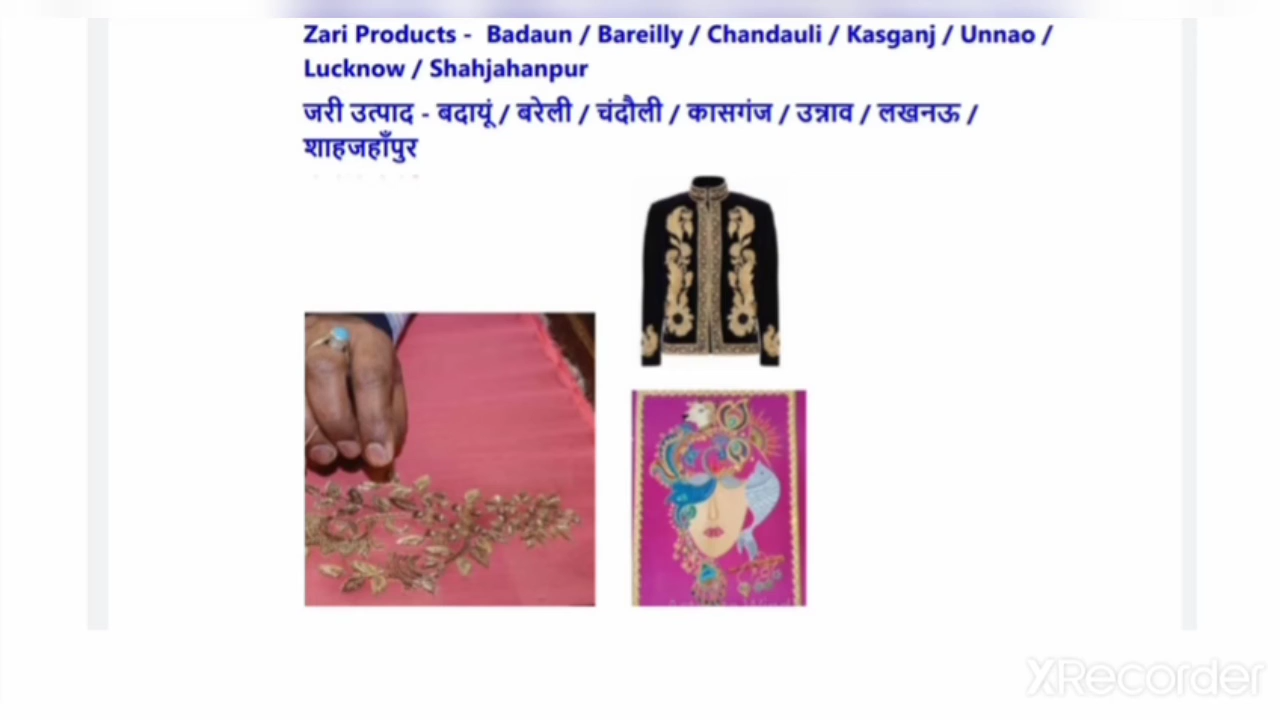 Zari Products - Badaun / Bareilly / Chandauli / Kasganj / Unnao /
Lucknow / Shahjahanpur
जरी उत्पाद - बदायूं / बरेली / चंदौली / कासगंज / उन्नाव / लखनऊ /
शाहजहाँपुर
XRecorder